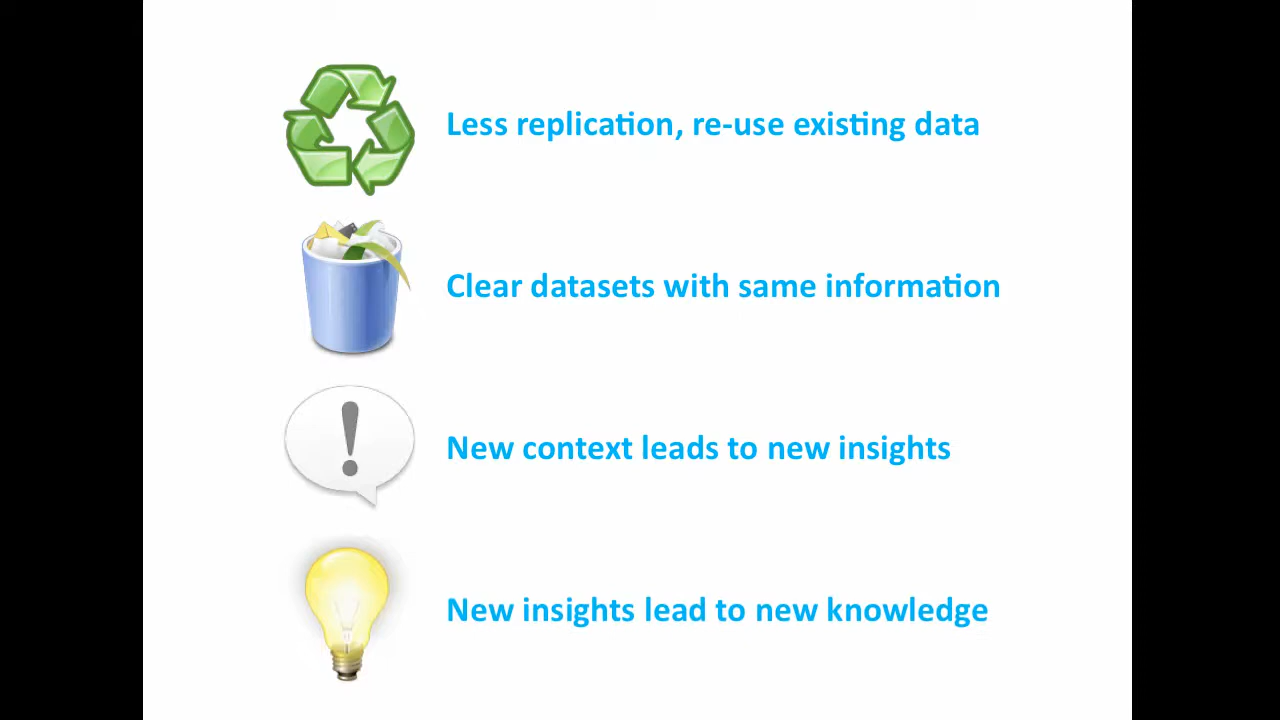 Less replication, re-use existing data
Clear datasets with same information
!
New context leads to new insights
New insights lead to new knowledge